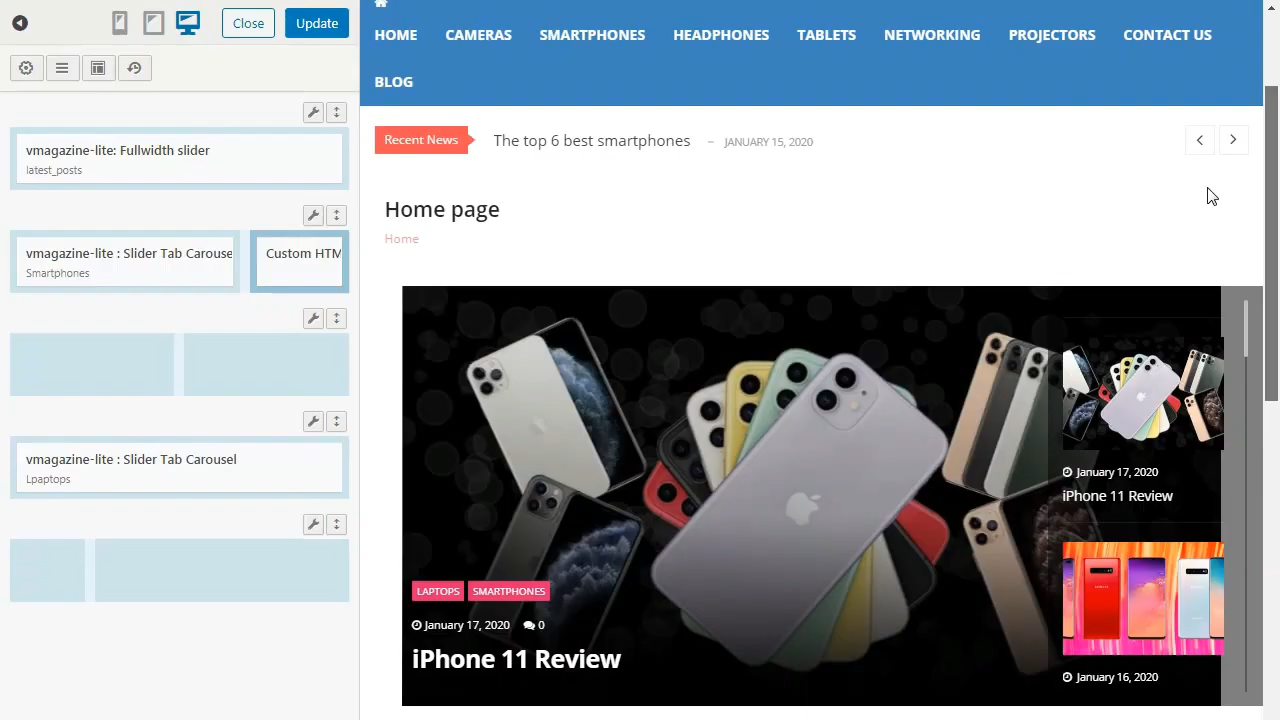 Close
Update
HOME
CAMERAS
SMARTPHONES
HEADPHONES
TABLETS
NETWORKING
PROJECTORS
CONTACT US
BLOG
Recent News
The top 6 best smartphones
– JANUARY 15, 2020
vmagazine-lite: Fullwidth slider
latest_posts
vmagazine-lite : Slider Tab Carouse
Smartphones
Custom HTM
vmagazine-lite : Slider Tab Carousel
Lpaptops
Home page
Home
LAPTOPS
SMARTPHONES
January 17, 2020
0
iPhone 11 Review
January 17, 2020
iPhone 11 Review
January 16, 2020